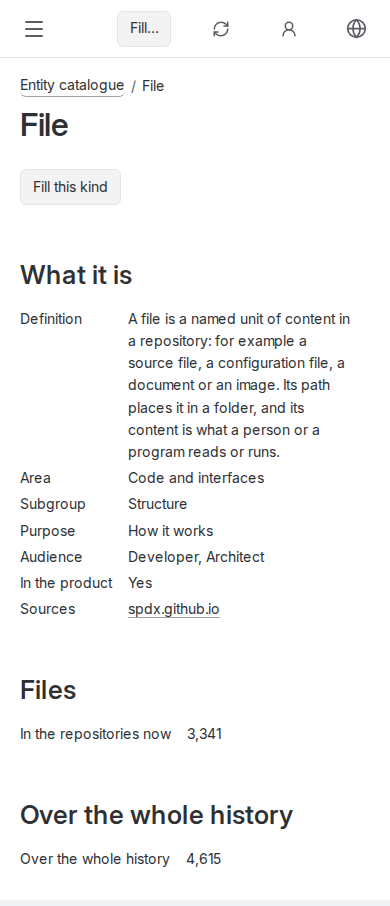 Fill...
Entity catalogue / File
File
Fill this kind
What it is
Definition
A file is a named unit of content in
a repository: for example a
source file, a configuration file, a
document or an image. Its path
places it in a folder, and its
content is what a person or a
program reads or runs.
Area Code and interfaces
Subgroup Structure
Purpose How it works
Audience Developer, Architect
In the product Yes
Sources spdx.github.io
Files
In the repositories now 3,341
Over the whole history
Over the whole history 4,615